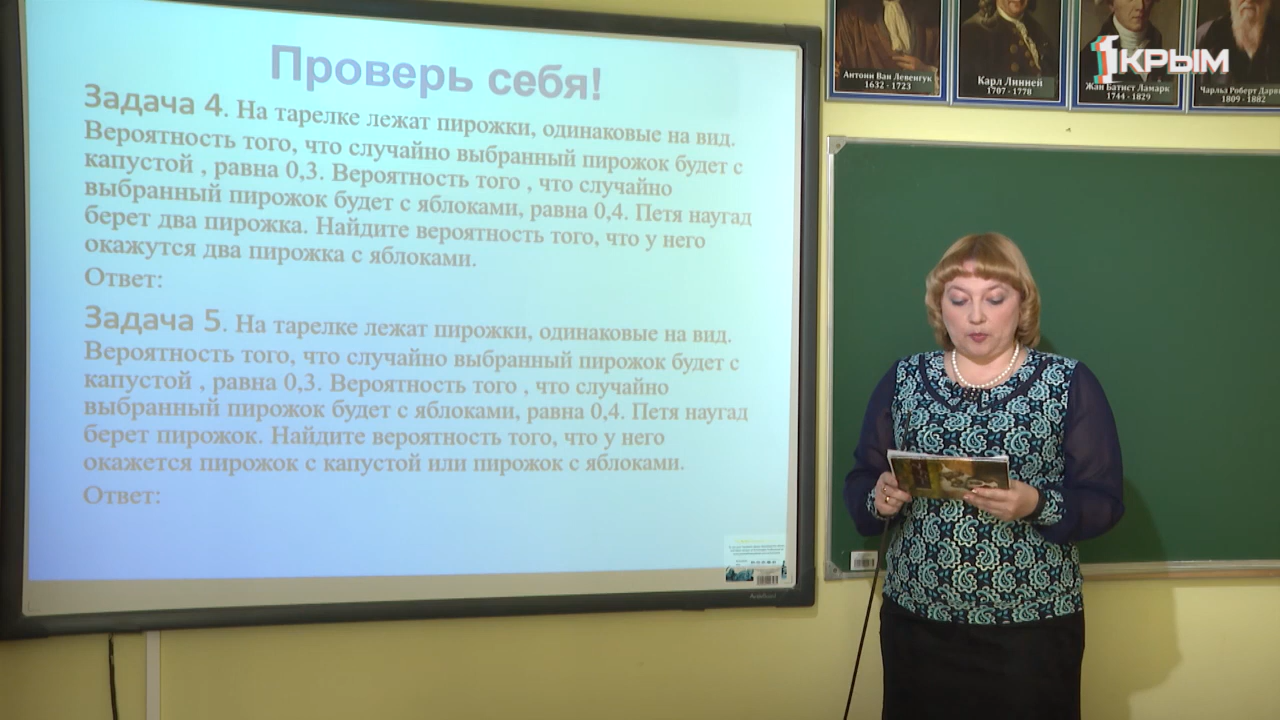 Проверь себя!
Задача 4. На тарелке лежат пирожки, одинаковые на вид.
Вероятность того, что случайно выбранный пирожок будет с
капустой , равна 0,3. Вероятность того , что случайно
выбранный пирожок будет с яблоками, равна 0,4. Петя наугад
берет два пирожка. Найдите вероятность того, что у него
окажутся два пирожка с яблоками.
Ответ:
Задача 5. На тарелке лежат пирожки, одинаковые на вид.
Вероятность того, что случайно выбранный пирожок будет с
капустой , равна 0,3. Вероятность того , что случайно
выбранный пирожок будет с яблоками, равна 0,4. Петя наугад
берет пирожок. Найдите вероятность того, что у него
окажется пирожок с капустой или пирожок с яблоками.
Ответ:
Антони Ван Левенгук
1632 - 1723
Карл Линней
1707 - 1778
Жан Батист Ламарк
1744 - 1829
Чарльз Роберт Дарви
1809 - 1882
1КРЫМ